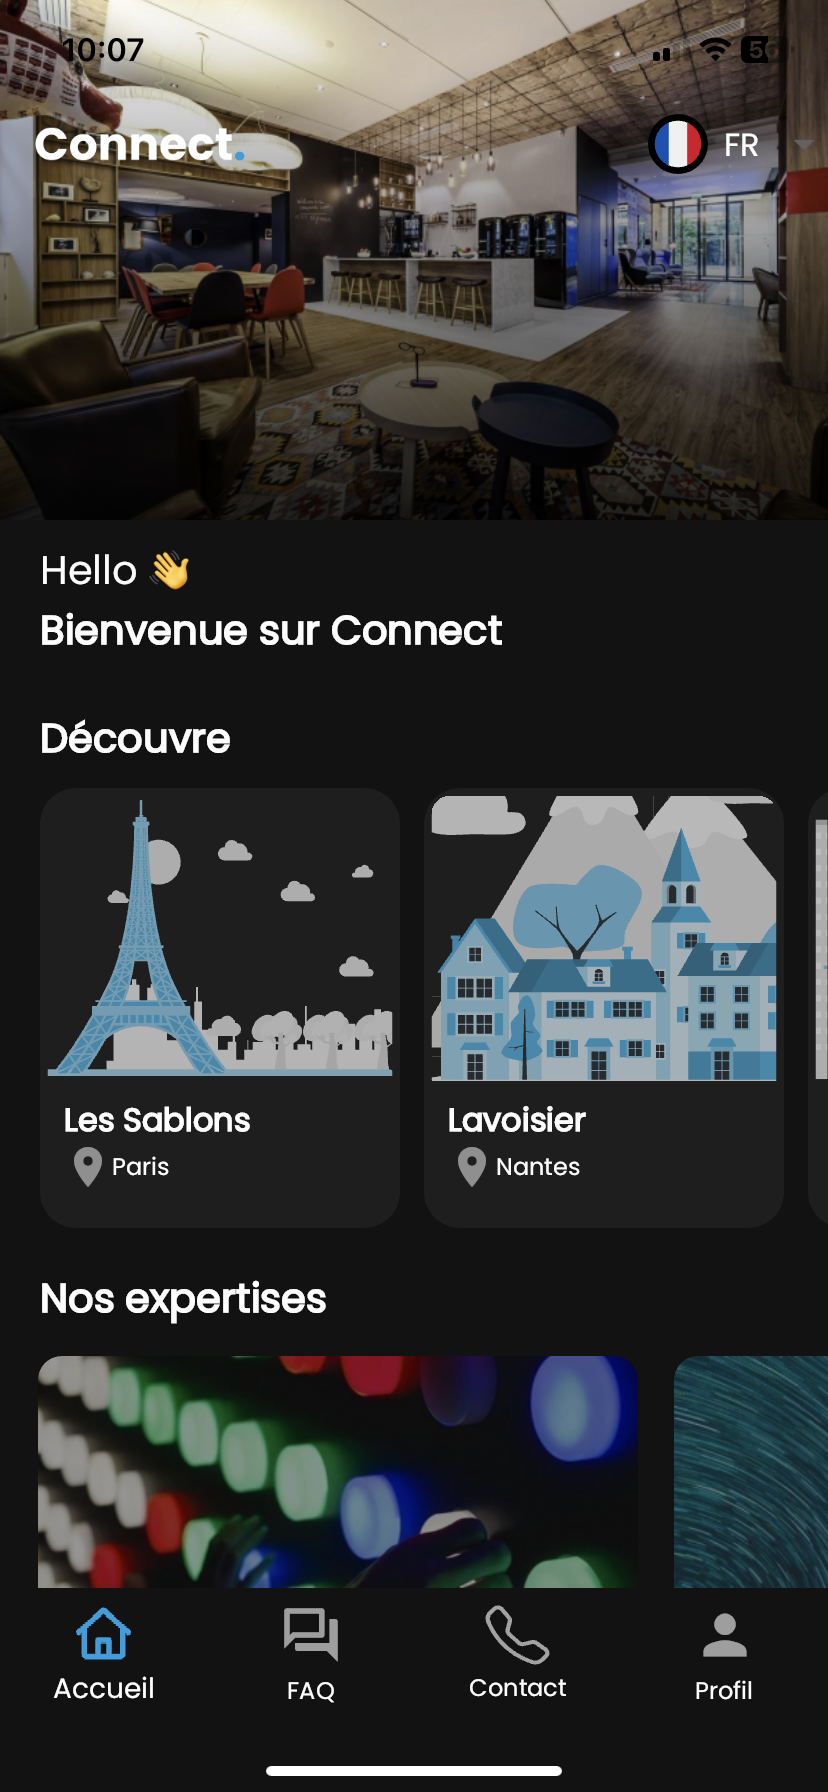 10:07
Connect.
FR
Hello 👋
Bienvenue sur Connect
Découvre
Les Sablons
Paris
Lavoisier
Nantes
Nos expertises
Accueil
FAQ
Contact
Profil